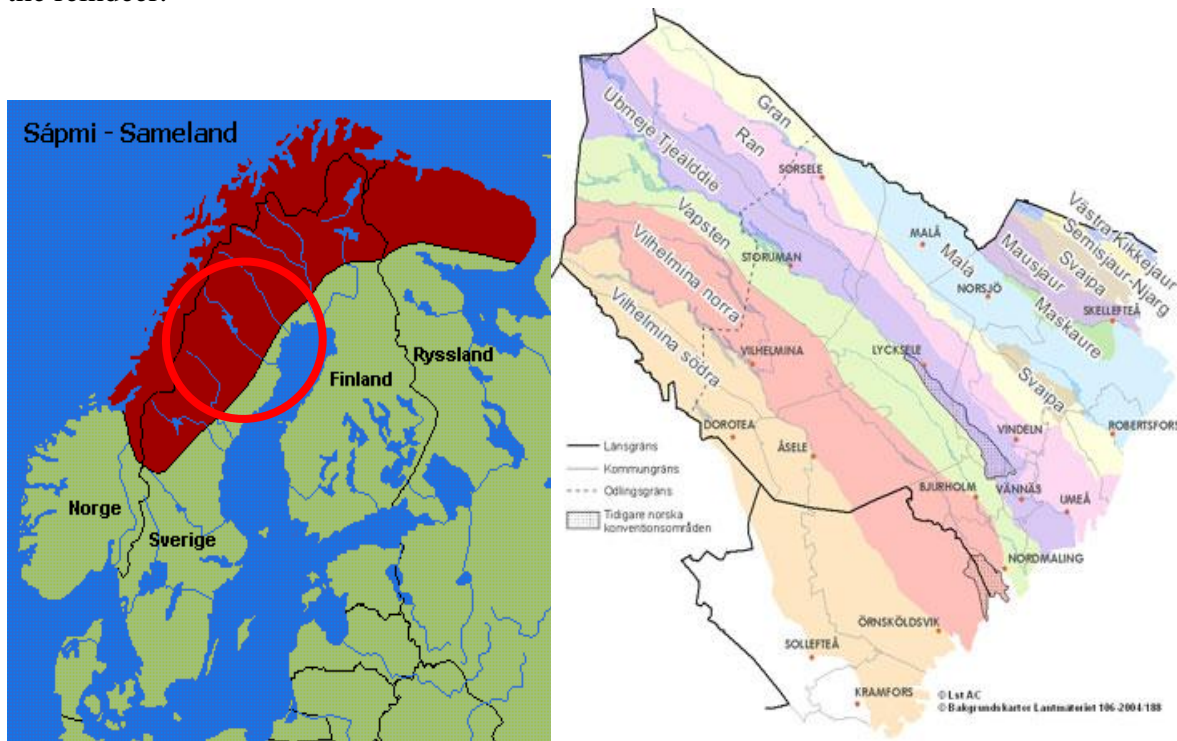 the reindeer.
Sápmi - Sameland
Ryssland
Finland
Norge
Sverige
Gran
Ran
Ubmeje Tjeälddie
SORSELE
Vapsten
MALÅ
Malå
STORUMAN
Vilhelmina norra
NORSJÖ
Västra Kikkejaur
Semisjaur-Njarg
Svaipa
Mausjaur
SKELLEFTEÅ
Maskaure
Vilhelmina södra
VILHELMINA
LYCKSELE
Svaipa
DOROTEA
ÅSELE
VINDELN
ROBERTSFORS
BJURHOLM
VÄNNÄS
UMEÅ
NORDMALING
Länsgräns
Kommungräns
Odlingsgräns
Tidigare norska
konventionsområden
ÖRNSKÖLDSVIK
SOLLEFTEÅ
KRAMFORS
© Lst AC
© Bakgrundskartor Lantmäteriet 106-2004/188